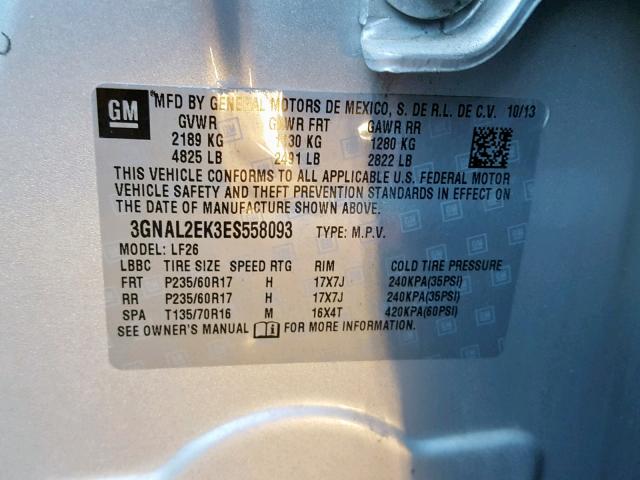 GM
*MFD BY GENERAL MOTORS DE MEXICO, S. DE R.L. DE C.V. 10/13
GVWR GAWR FRT GAWR RR
2189 KG 1130 KG 1280 KG
4825 LB 2491 LB 2822 LB
THIS VEHICLE CONFORMS TO ALL APPLICABLE U.S. FEDERAL MOTOR
VEHICLE SAFETY AND THEFT PREVENTION STANDARDS IN EFFECT ON
THE DATE OF MANUFACTURE SHOWN ABOVE.
3GNAL2EK3ES558093 TYPE: M.P.V.
MODEL: LF26
LBBC TIRE SIZE SPEED RTG RIM COLD TIRE PRESSURE
FRT P235/60R17 H 17X7J 240KPA(35PSI)
RR P235/60R17 H 17X7J 240KPA(35PSI)
SPA T135/70R16 M 16X4T 420KPA(60PSI)
SEE OWNER'S MANUAL FOR MORE INFORMATION.